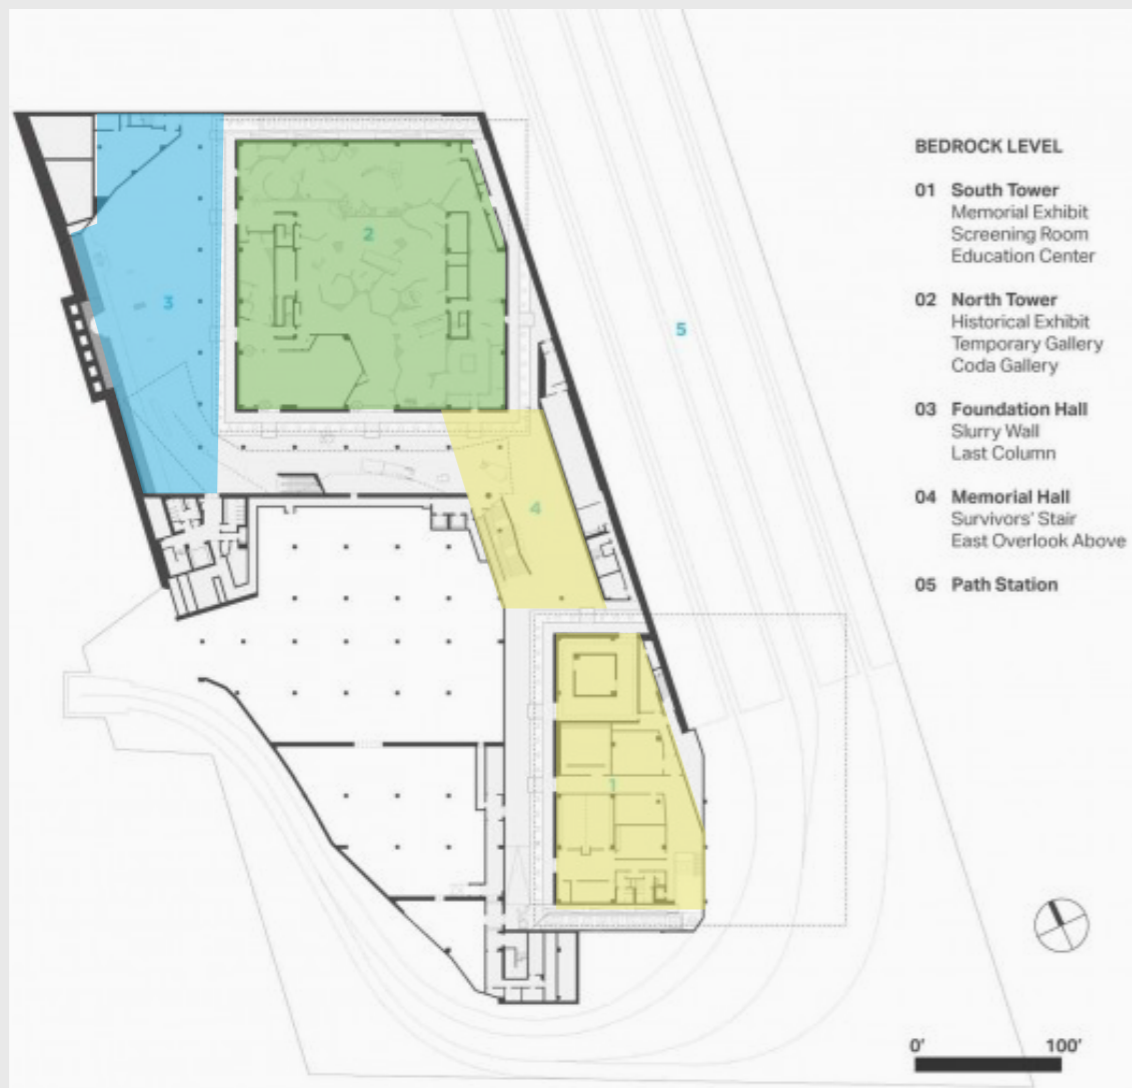 2
3
5
4
1
BEDROCK LEVEL
01 South Tower
Memorial Exhibit
Screening Room
Education Center
02 North Tower
Historical Exhibit
Temporary Gallery
Coda Gallery
03 Foundation Hall
Slurry Wall
Last Column
04 Memorial Hall
Survivors' Stair
East Overlook Above
05 Path Station
0' 100'